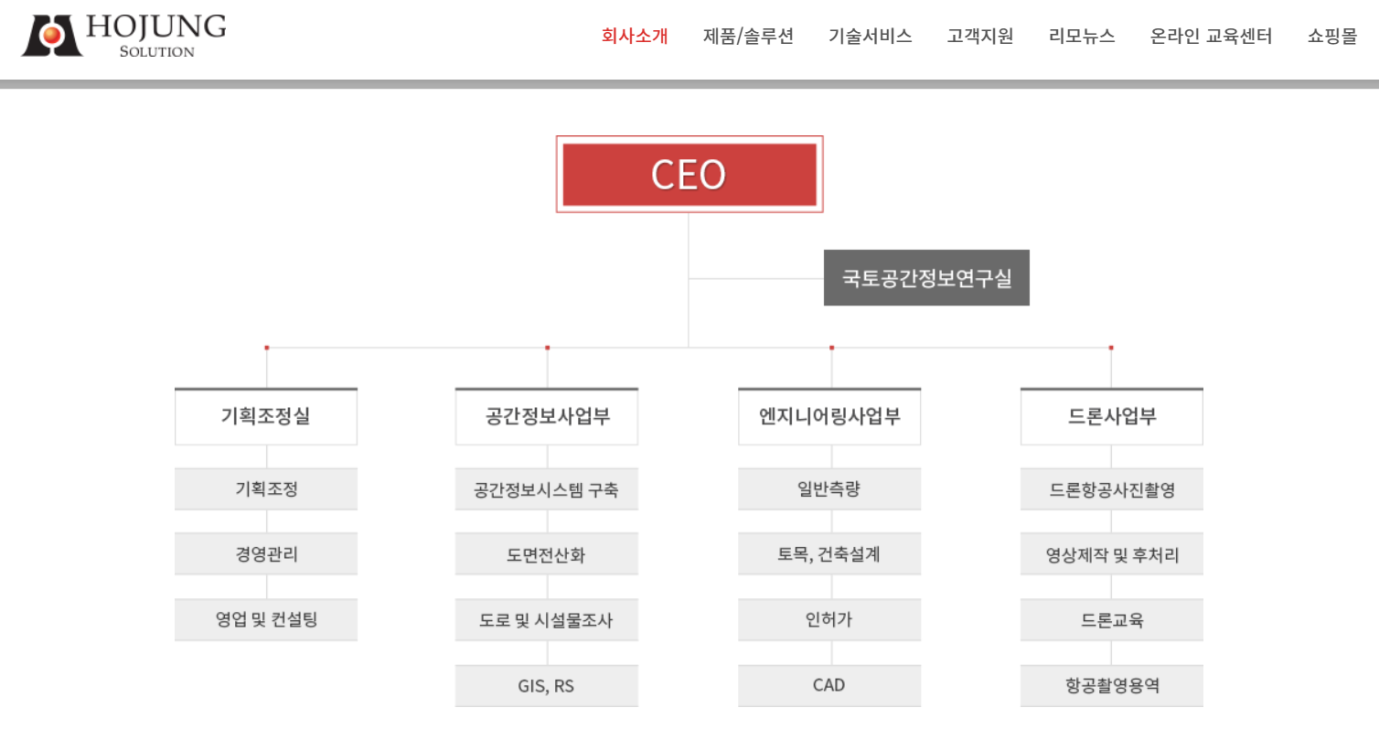 HOJUNG
SOLUTION
회사소개 제품/솔루션 기술서비스 고객지원 리모뉴스 온라인 교육센터 쇼핑몰
CEO
국토공간정보연구실
기획조정실 공간정보사업부 엔지니어링사업부 드론사업부
기획조정 공간정보시스템 구축 일반측량 드론항공사진촬영
경영관리 도면전산화 토목, 건축설계 영상제작 및 후처리
영업 및 컨설팅 도로 및 시설물조사 인허가 드론교육
GIS, RS CAD 항공촬영용역